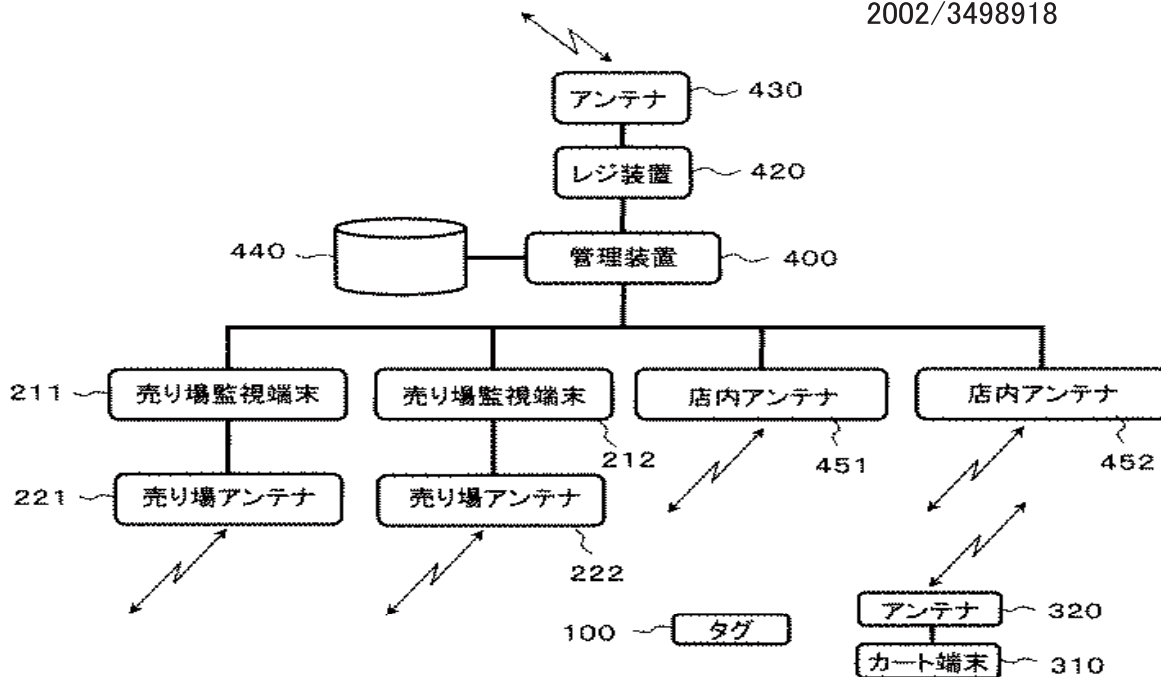 2002/3498918
アンテナ 430
レジ装置 420
440 管理装置 400
211 売り場監視端末 売り場監視端末 店内アンテナ 店内アンテナ
212 451 452
221 売り場アンテナ 売り場アンテナ
222
アンテナ 320
100 タグ
カート端末 310